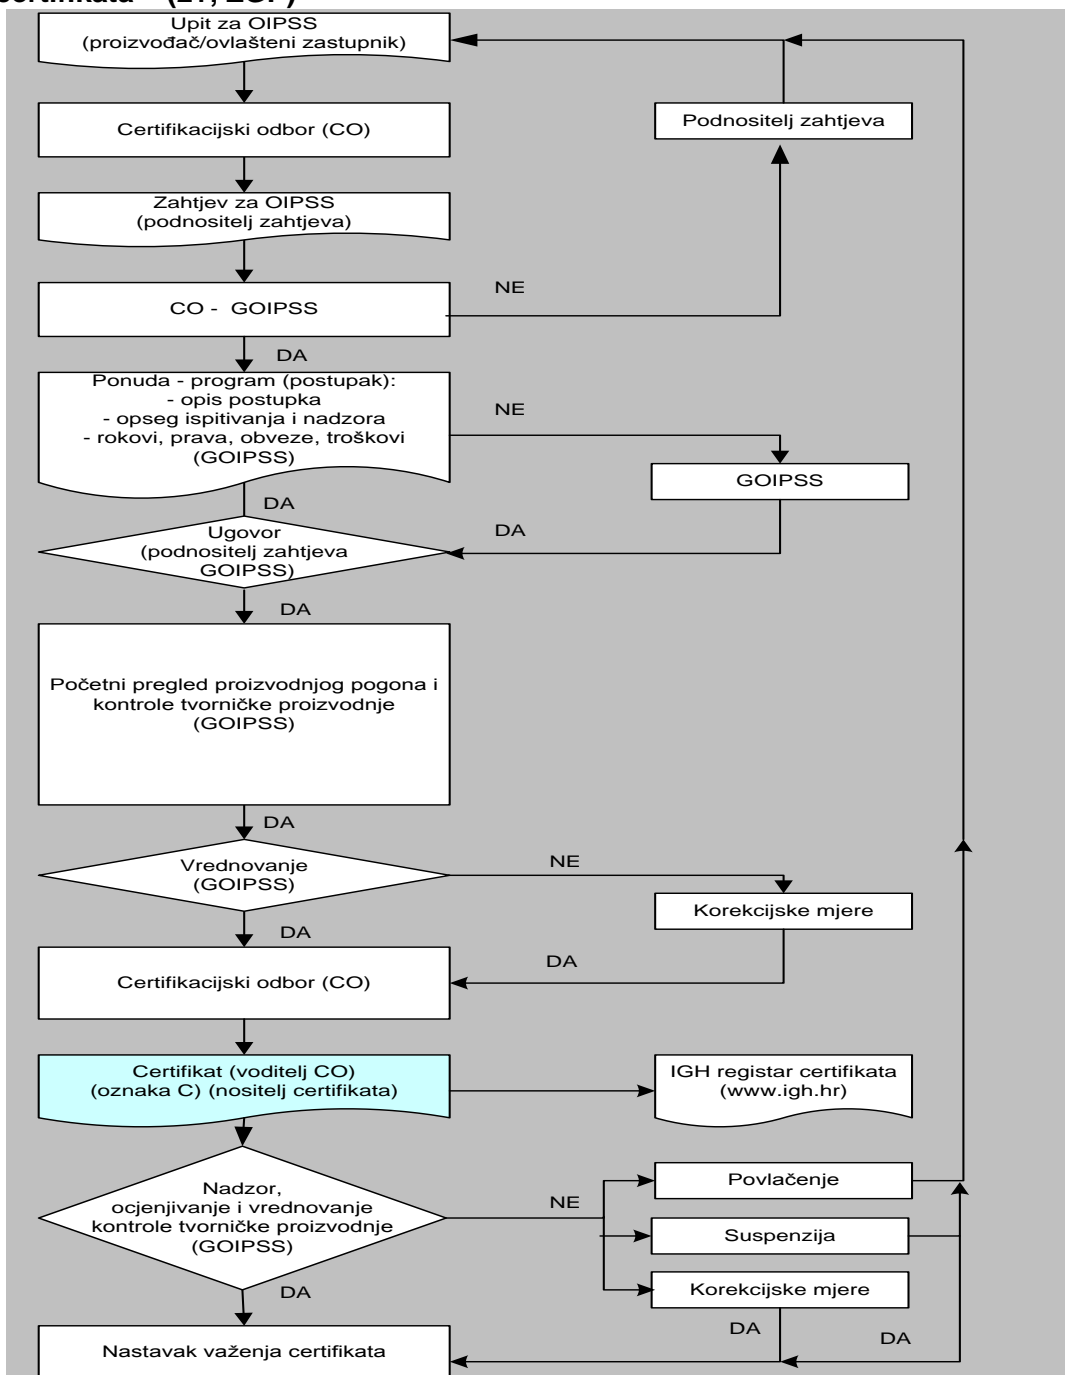 Upit za OIPSS
(proizvođač/ovlašteni zastupnik)
Certifikacijski odbor (CO)
Podnositelj zahtjeva
Zahtjev za OIPSS
(podnositelj zahtjeva)
NE
CO - GOIPSS
DA
Ponuda - program (postupak):
- opis postupka
- opseg ispitivanja i nadzora
- rokovi, prava, obveze, troškovi
(GOIPSS)
NE
GOIPSS
DA
DA
Ugovor
(podnositelj zahtjeva
GOIPSS)
DA
Početni pregled proizvodnjog pogona i
kontrole tvorničke proizvodnje
(GOIPSS)
DA
Vrednovanje
(GOIPSS)
NE
Korekcijske mjere
DA
DA
Certifikacijski odbor (CO)
Certifikat (voditelj CO)
(oznaka C) (nositelj certifikata)
IGH registar certifikata
(www.igh.hr)
Nadzor,
ocjenjivanje i vrednovanje
kontrole tvorničke proizvodnje
(GOIPSS)
NE
Povlačenje
Suspenzija
Korekcijske mjere
DA
DA
DA
Nastavak važenja certifikata